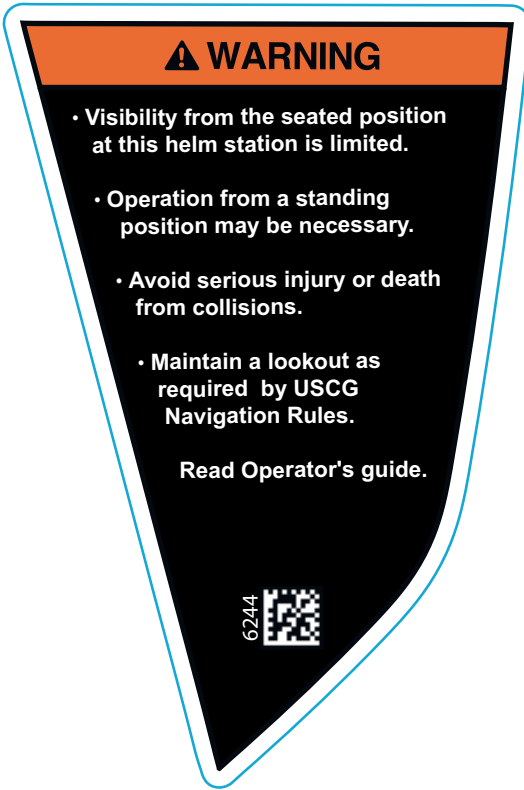 WARNING
• Visibility from the seated position
at this helm station is limited.
• Operation from a standing
position may be necessary.
• Avoid serious injury or death
from collisions.
• Maintain a lookout as
required  by USCG
Navigation Rules.
Read Operator's guide.
6244